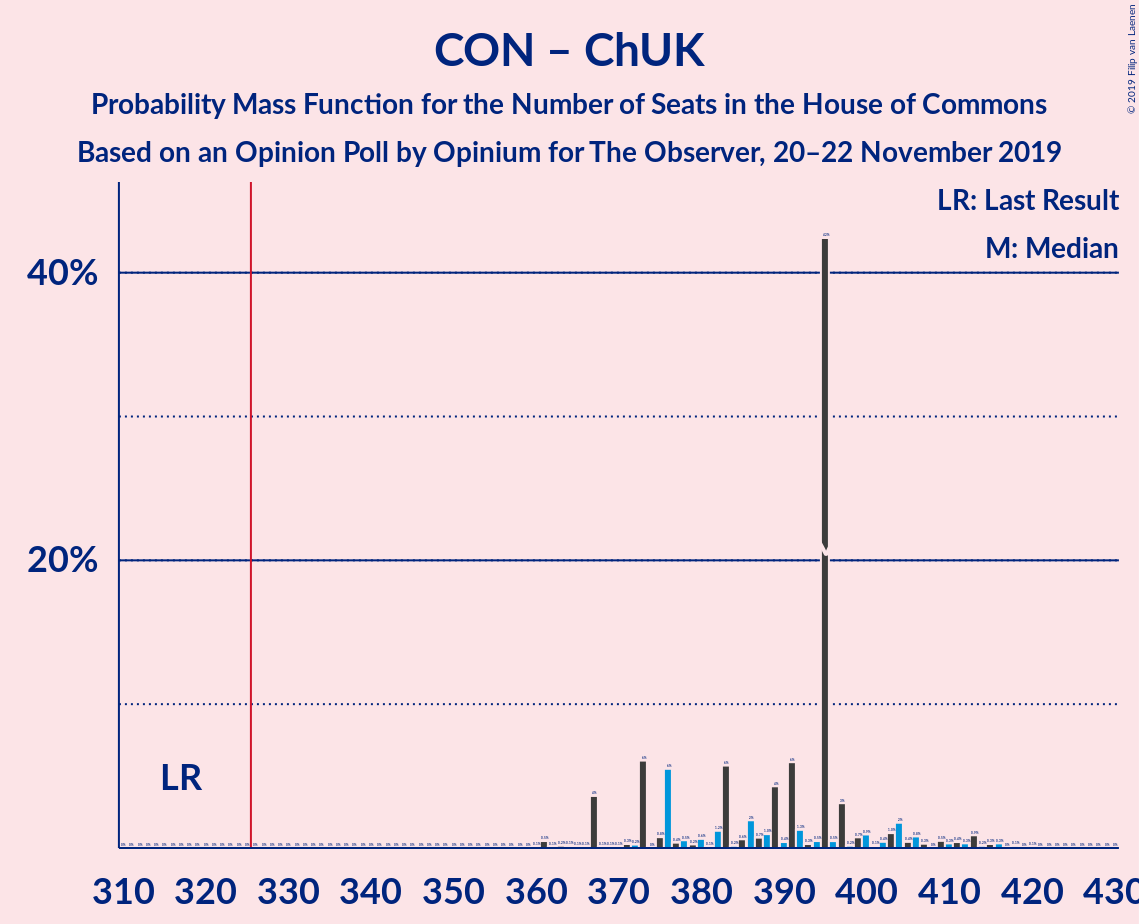 CON – ChUK
Probability Mass Function for the Number of Seats in the House of Commons
Based on an Opinion Poll by Opinium for The Observer, 20–22 November 2019
© 2019 Filip van Laenen
LR: Last Result
M: Median
40%
20%
LR
310 320 330 340 350 360 370 380 390 400 410 420 430